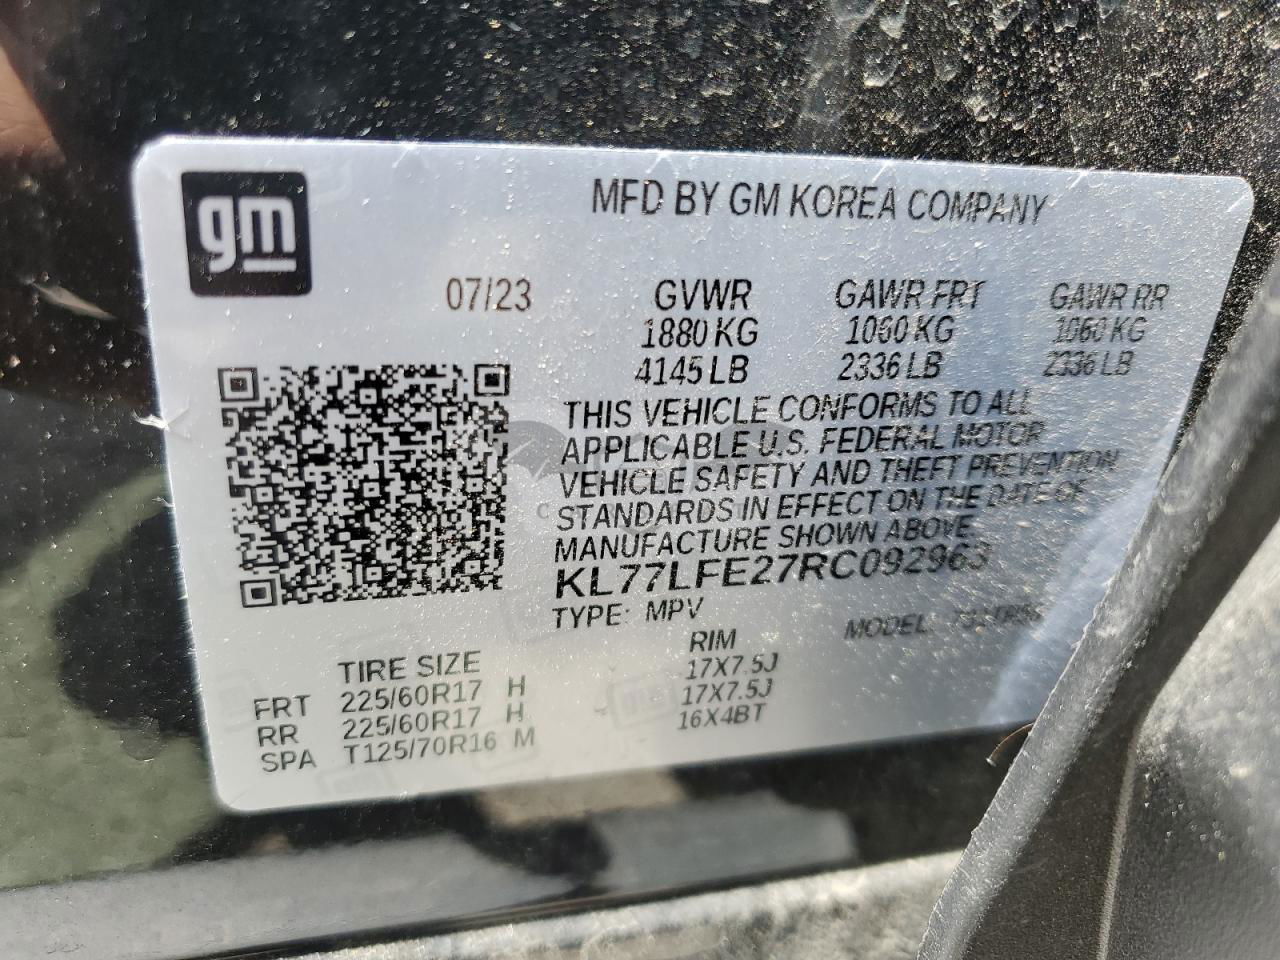 gm
MFD BY GM KOREA COMPANY
07/23 GVWR GAWR FRT GAWR RR
1880 KG 1060 KG 1060 KG
4145 LB 2336 LB 2336 LB
THIS VEHICLE CONFORMS TO ALL
APPLICABLE U.S. FEDERAL MOTOR
VEHICLE SAFETY AND THEFT PREVENTION
STANDARDS IN EFFECT ON THE DATE OF
MANUFACTURE SHOWN ABOVE.
KL77LFE27RC092963
TYPE: MPV MODEL:
TIRE SIZE RIM
FRT 225/60R17 H 17X7.5J
RR 225/60R17 H 17X7.5J
SPA T125/70R16 M 16X4BT